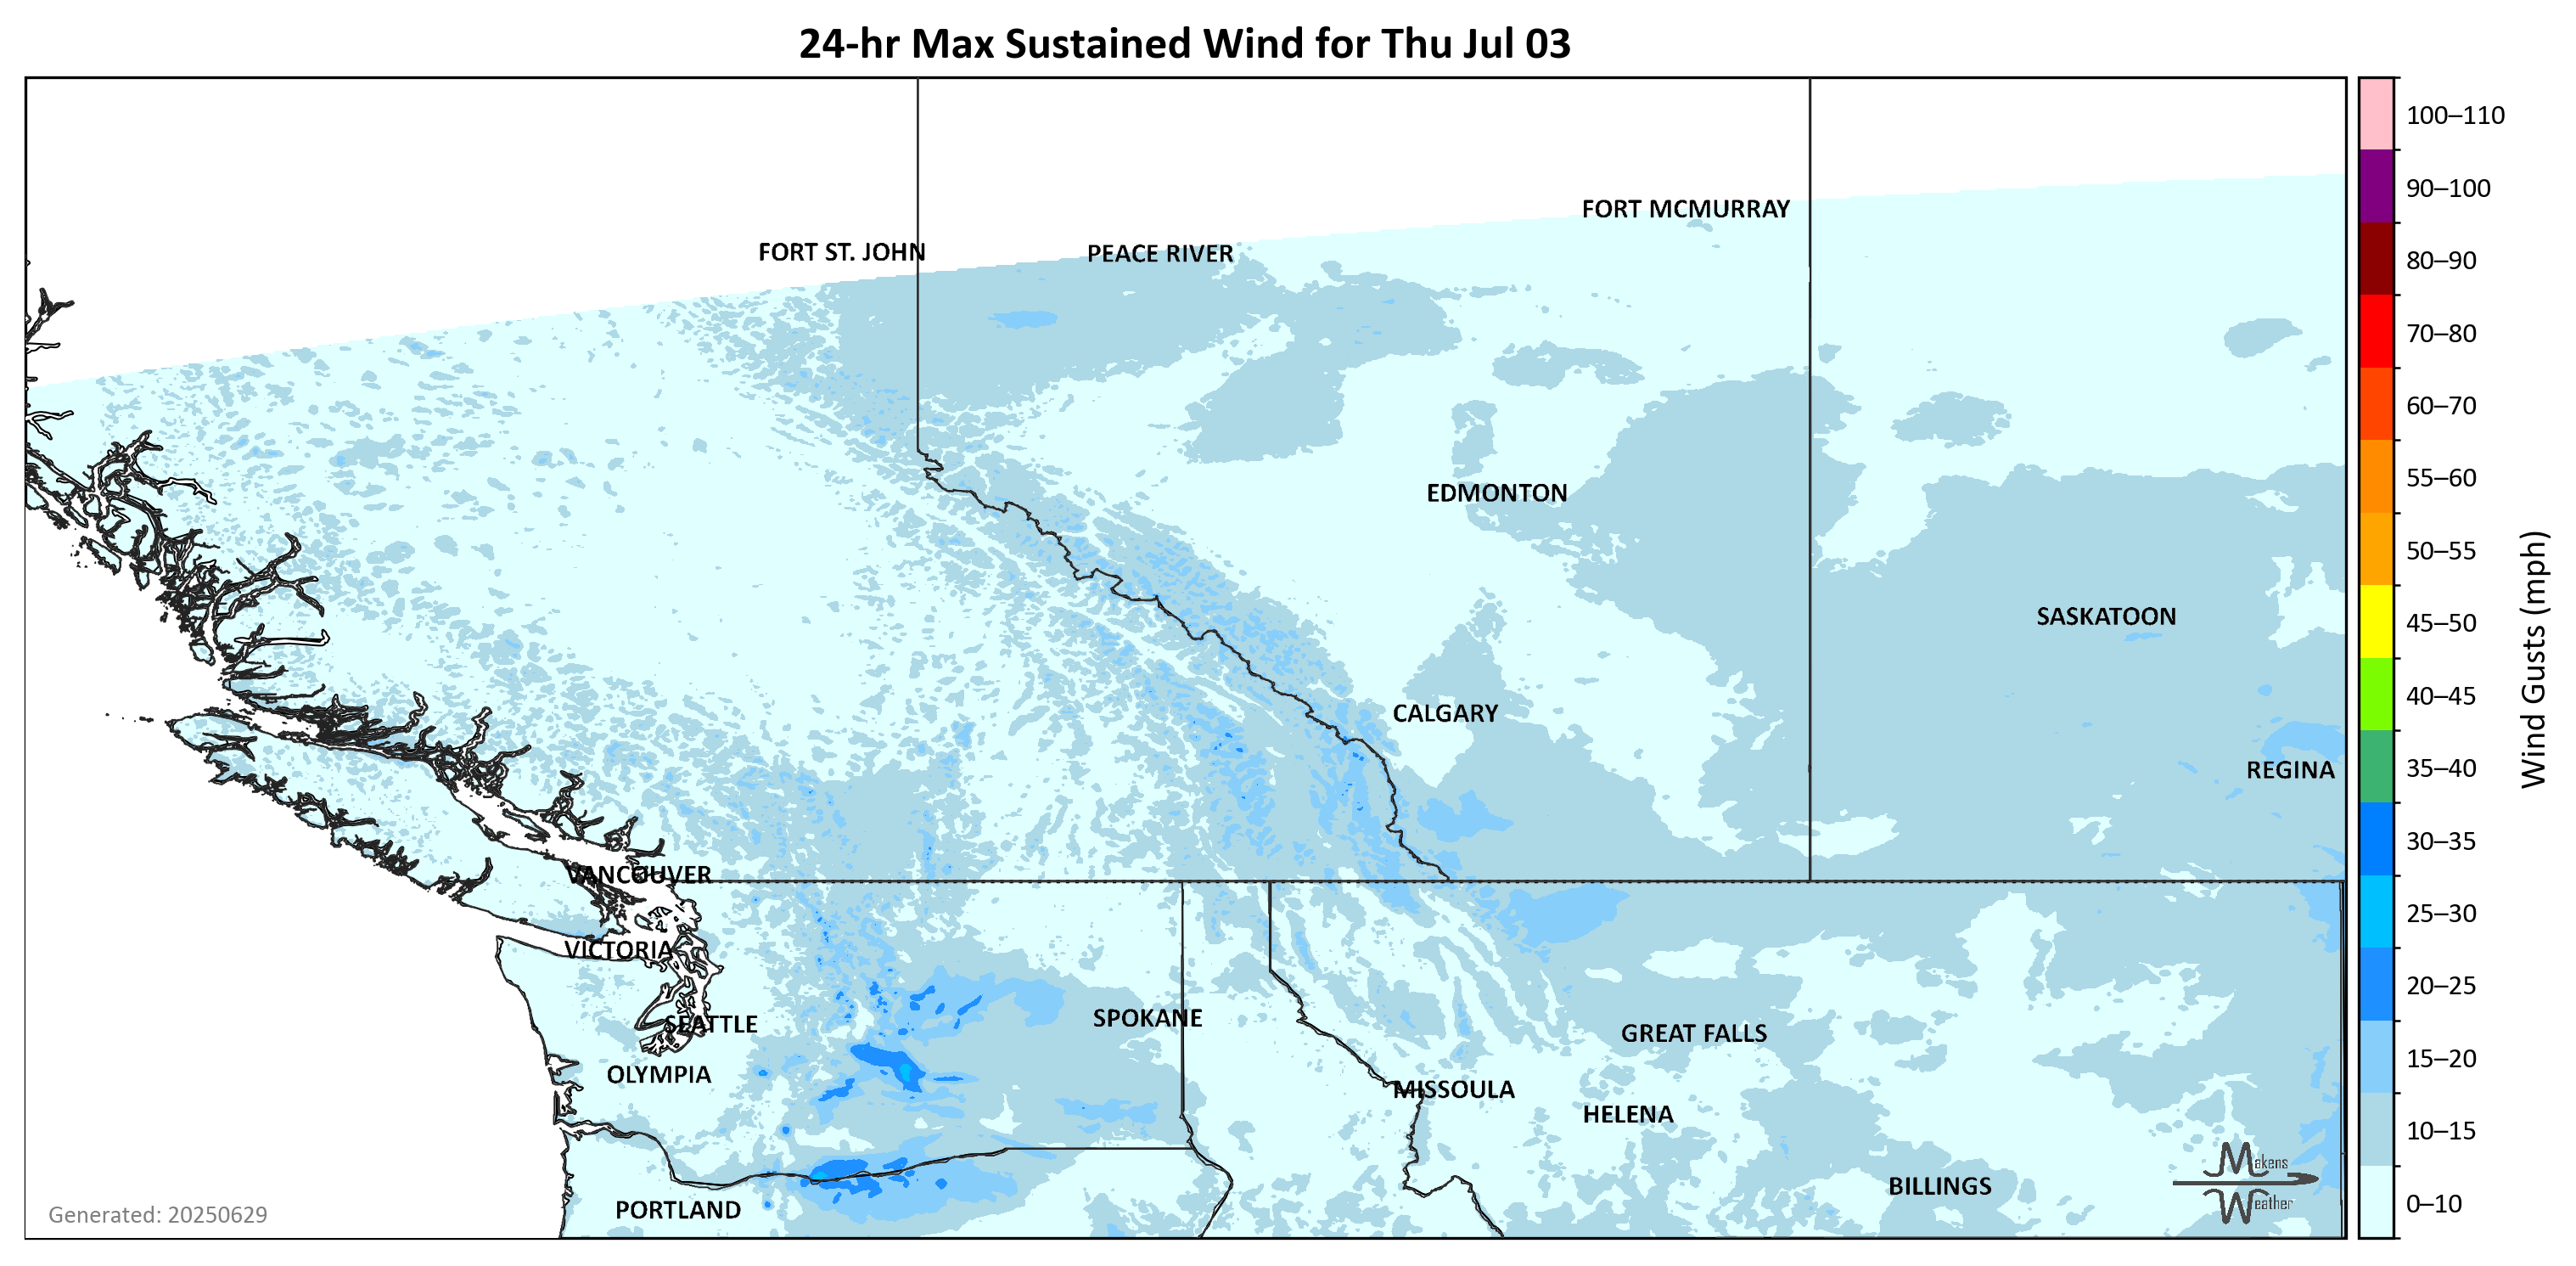 24-hr Max Sustained Wind for Thu Jul 03
100–110
90–100
80–90
70–80
60–70
55–60
50–55
45–50
40–45
35–40
30–35
25–30
20–25
15–20
10–15
0–10
Wind Gusts (mph)
FORT MCMURRAY
FORT ST. JOHN
PEACE RIVER
EDMONTON
SASKATOON
CALGARY
REGINA
VANCOUVER
VICTORIA
SEATTLE
SPOKANE
GREAT FALLS
OLYMPIA
MISSOULA
HELENA
BILLINGS
PORTLAND
Makens
Weather
Generated: 20250629